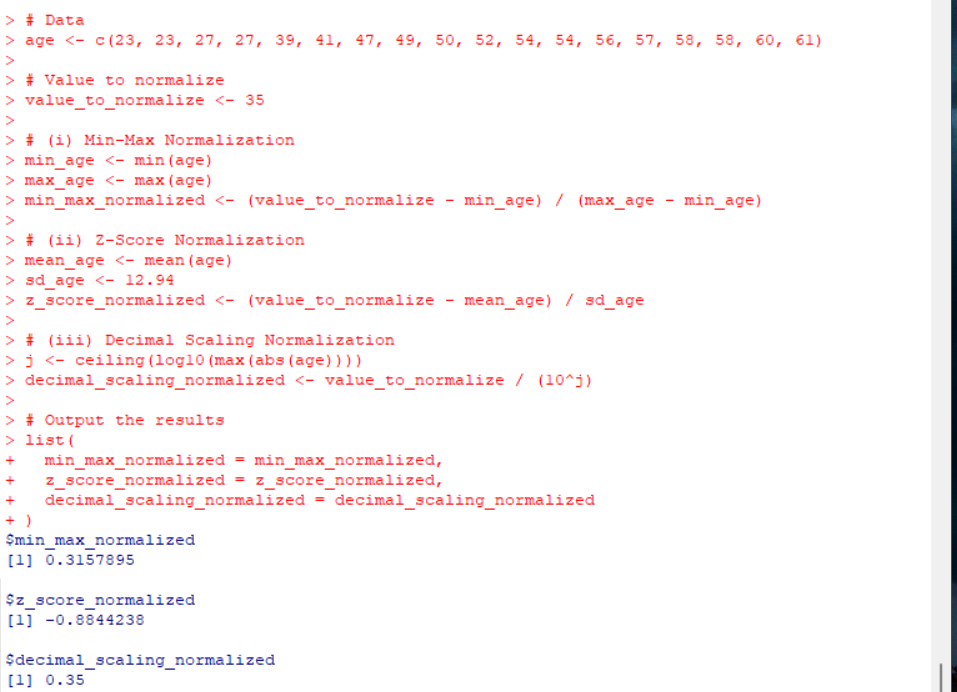 > # Data
> age <- c(23, 23, 27, 27, 39, 41, 47, 49, 50, 52, 54, 54, 56, 57, 58, 58, 60, 61)
>
> # Value to normalize
> value_to_normalize <- 35
>
> # (i) Min-Max Normalization
> min_age <- min(age)
> max_age <- max(age)
> min_max_normalized <- (value_to_normalize - min_age) / (max_age - min_age)
>
> # (ii) Z-Score Normalization
> mean_age <- mean(age)
> sd_age <- 12.94
> z_score_normalized <- (value_to_normalize - mean_age) / sd_age
>
> # (iii) Decimal Scaling Normalization
> j <- ceiling(log10(max(abs(age))))
> decimal_scaling_normalized <- value_to_normalize / (10^j)
>
> # Output the results
> list(
+   min_max_normalized = min_max_normalized,
+   z_score_normalized = z_score_normalized,
+   decimal_scaling_normalized = decimal_scaling_normalized
+ )
$min_max_normalized
[1] 0.3157895

$z_score_normalized
[1] -0.8844238

$decimal_scaling_normalized
[1] 0.35